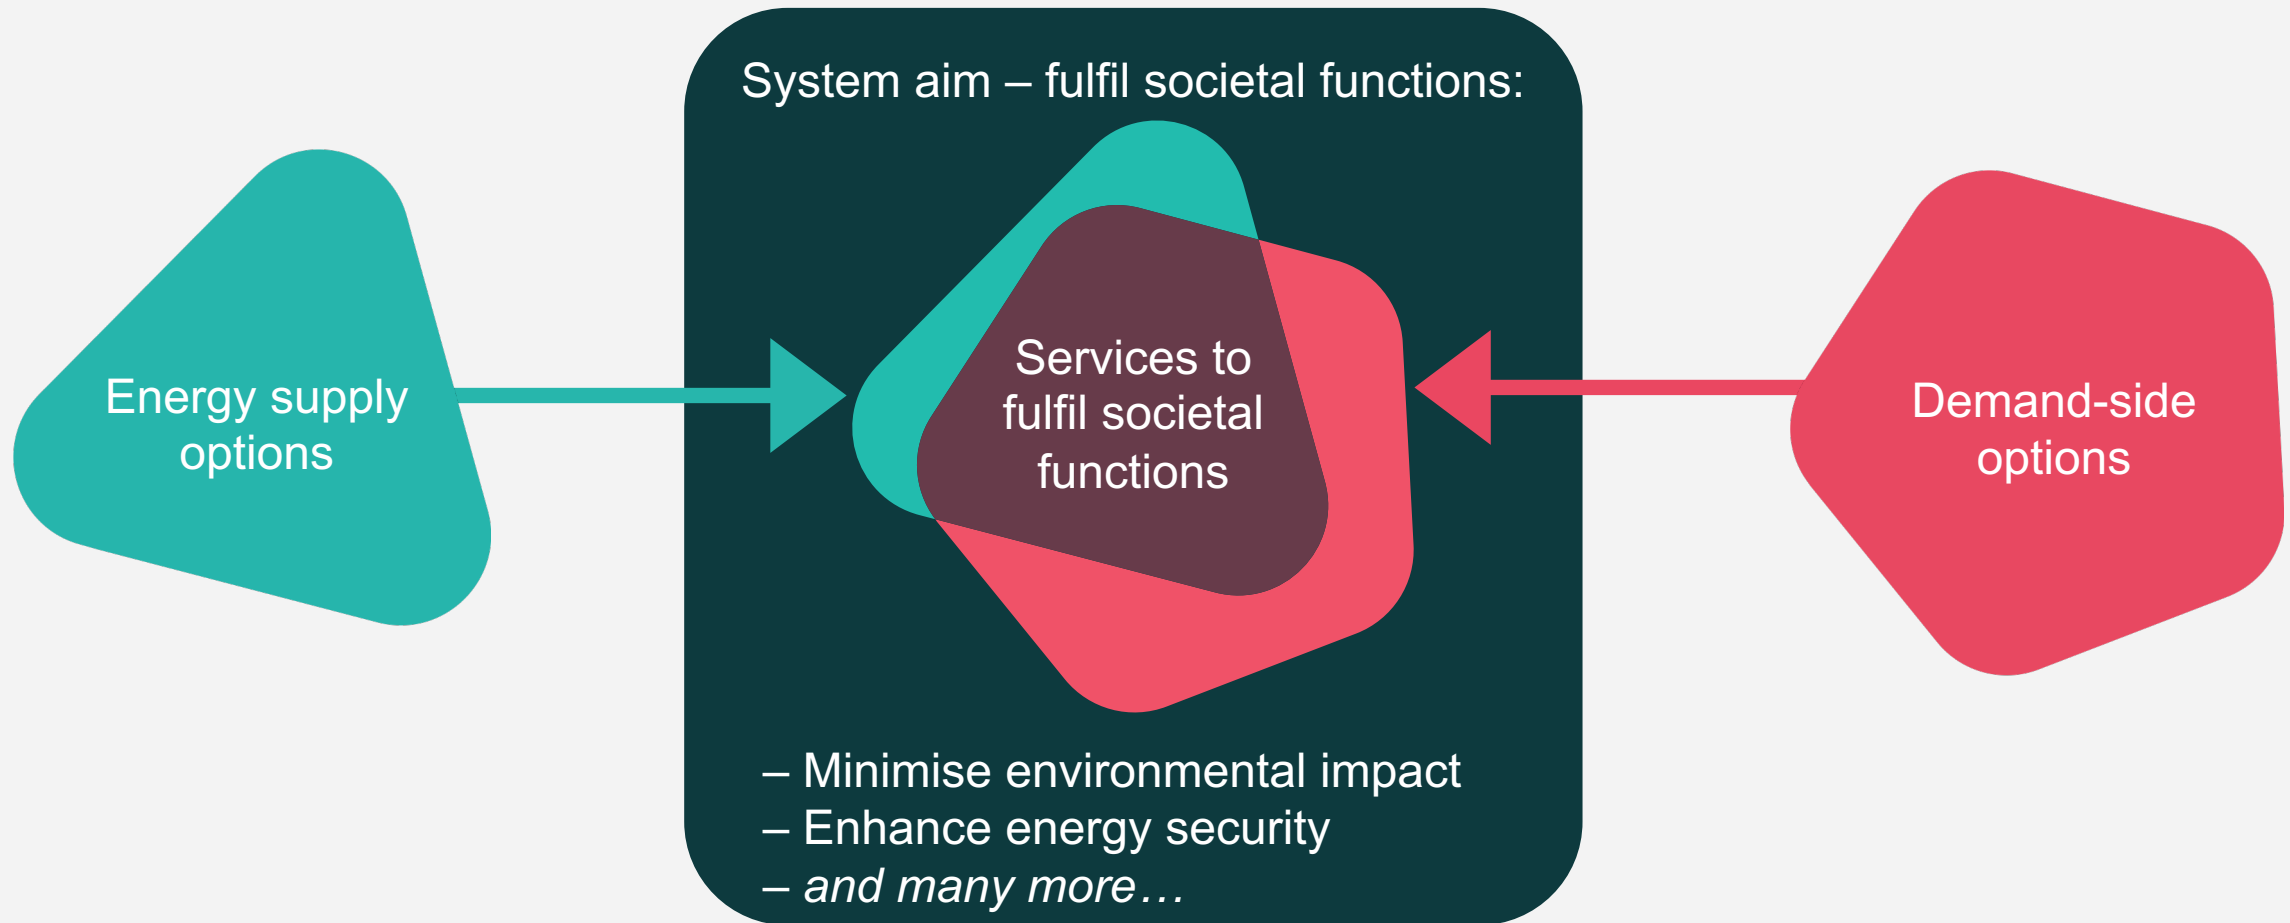 System aim – fulfil societal functions:
Energy supply
options
Services to
fulfil societal
functions
Demand-side
options
– Minimise environmental impact
– Enhance energy security
– and many more…